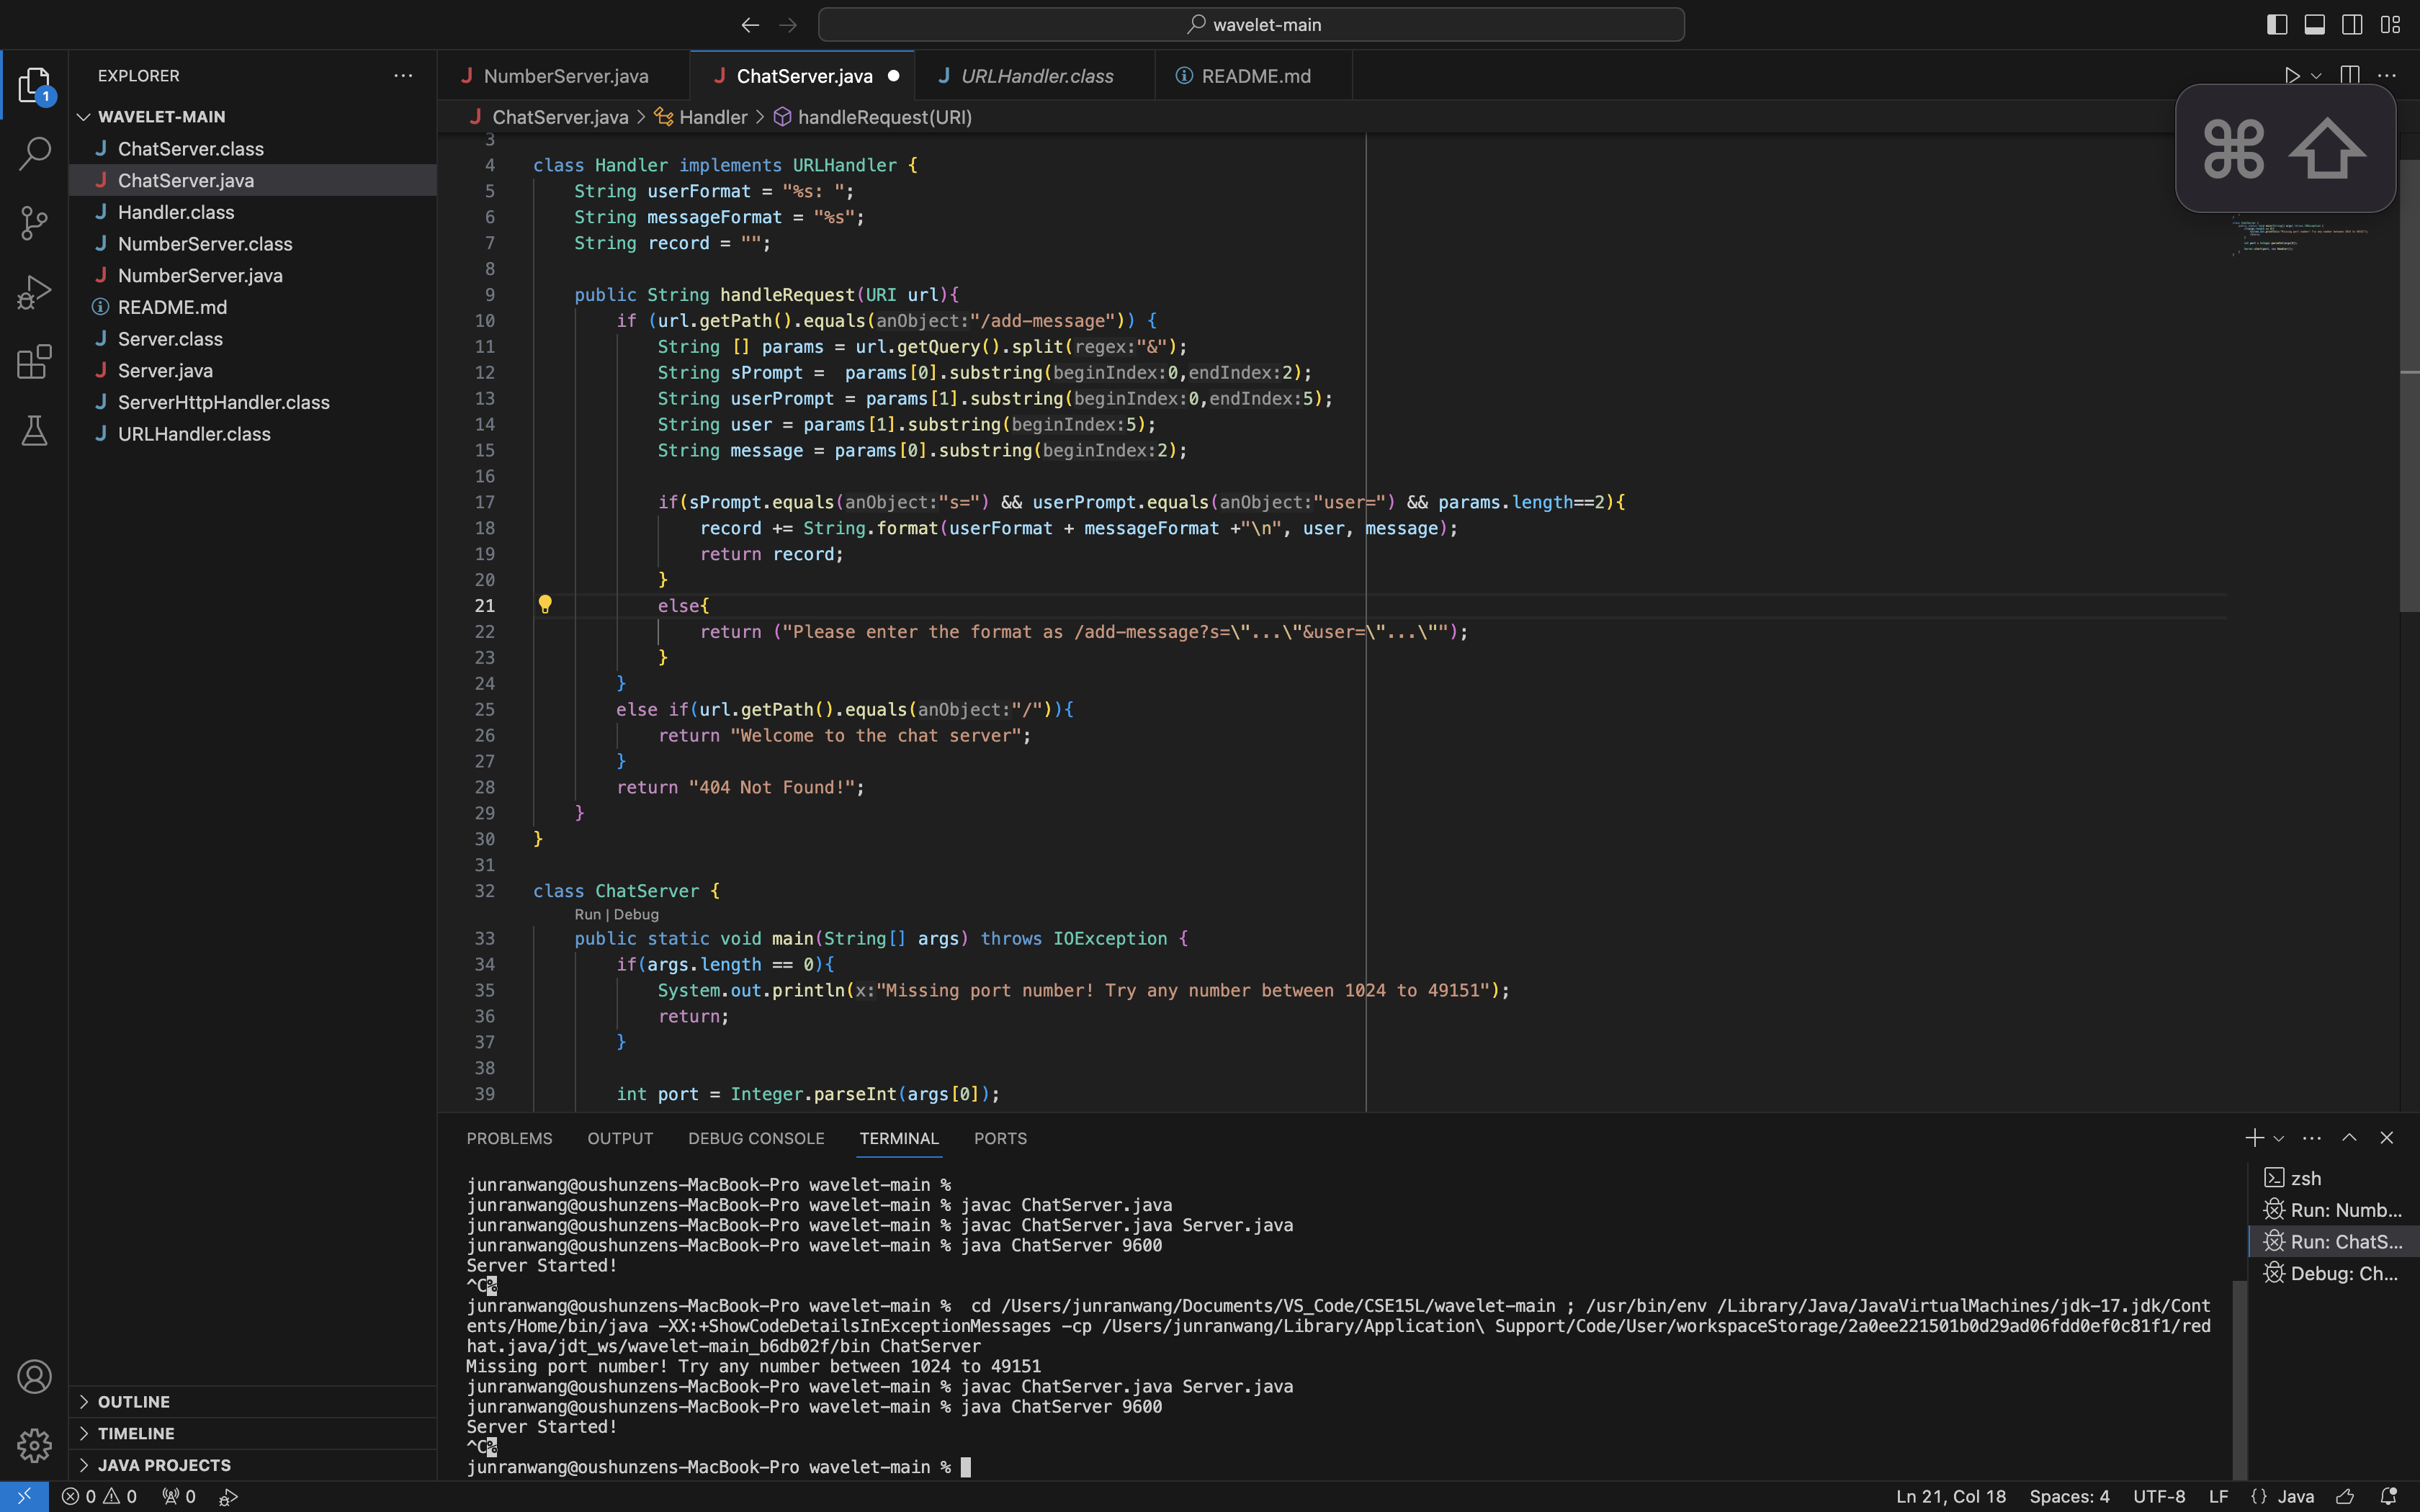 wavelet-main
EXPLORER
1
WAVELET-MAIN
ChatServer.class
ChatServer.java
Handler.class
NumberServer.class
NumberServer.java
README.md
Server.class
Server.java
ServerHttpHandler.class
URLHandler.class
OUTLINE
TIMELINE
JAVA PROJECTS
NumberServer.java
ChatServer.java
URLHandler.class
README.md
ChatServer.java > Handler > handleRequest(URI)
⌘ ⇧
3
4 class Handler implements URLHandler {
5 String userFormat = "%s: ";
6 String messageFormat = "%s";
7 String record = "";
8
9 public String handleRequest(URI url){
10 if (url.getPath().equals(anObject:"/add-message")) {
11 String [] params = url.getQuery().split(regex:"&");
12 String sPrompt =  params[0].substring(beginIndex:0,endIndex:2);
13 String userPrompt = params[1].substring(beginIndex:0,endIndex:5);
14 String user = params[1].substring(beginIndex:5);
15 String message = params[0].substring(beginIndex:2);
16
17 if(sPrompt.equals(anObject:"s=") && userPrompt.equals(anObject:"user=") && params.length==2){
18 record += String.format(userFormat + messageFormat +"\n", user, message);
19 return record;
20 }
21 else{
22 return ("Please enter the format as /add-message?s=\"...\"&user=\"...\"");
23 }
24 }
25 else if(url.getPath().equals(anObject:"/")){
26 return "Welcome to the chat server";
27 }
28 return "404 Not Found!";
29 }
30 }
31
32 class ChatServer {
Run | Debug
33 public static void main(String[] args) throws IOException {
34 if(args.length == 0){
35 System.out.println(x:"Missing port number! Try any number between 1024 to 49151");
36 return;
37 }
38
39 int port = Integer.parseInt(args[0]);
PROBLEMS OUTPUT DEBUG CONSOLE TERMINAL PORTS
junranwang@oushunzens-MacBook-Pro wavelet-main %
junranwang@oushunzens-MacBook-Pro wavelet-main % javac ChatServer.java
junranwang@oushunzens-MacBook-Pro wavelet-main % javac ChatServer.java Server.java
junranwang@oushunzens-MacBook-Pro wavelet-main % java ChatServer 9600
Server Started!
^C%
junranwang@oushunzens-MacBook-Pro wavelet-main %  cd /Users/junranwang/Documents/VS_Code/CSE15L/wavelet-main ; /usr/bin/env /Library/Java/JavaVirtualMachines/jdk-17.jdk/Cont
ents/Home/bin/java -XX:+ShowCodeDetailsInExceptionMessages -cp /Users/junranwang/Library/Application\ Support/Code/User/workspaceStorage/2a0ee221501b0d29ad06fdd0ef0c81f1/red
hat.java/jdt_ws/wavelet-main_b6db02f/bin ChatServer
Missing port number! Try any number between 1024 to 49151
junranwang@oushunzens-MacBook-Pro wavelet-main % javac ChatServer.java Server.java
junranwang@oushunzens-MacBook-Pro wavelet-main % java ChatServer 9600
Server Started!
^C%
junranwang@oushunzens-MacBook-Pro wavelet-main %
zsh
Run: Numb...
Run: ChatS...
Debug: Ch...
0 0 0
Ln 21, Col 18 Spaces: 4 UTF-8 LF {} Java